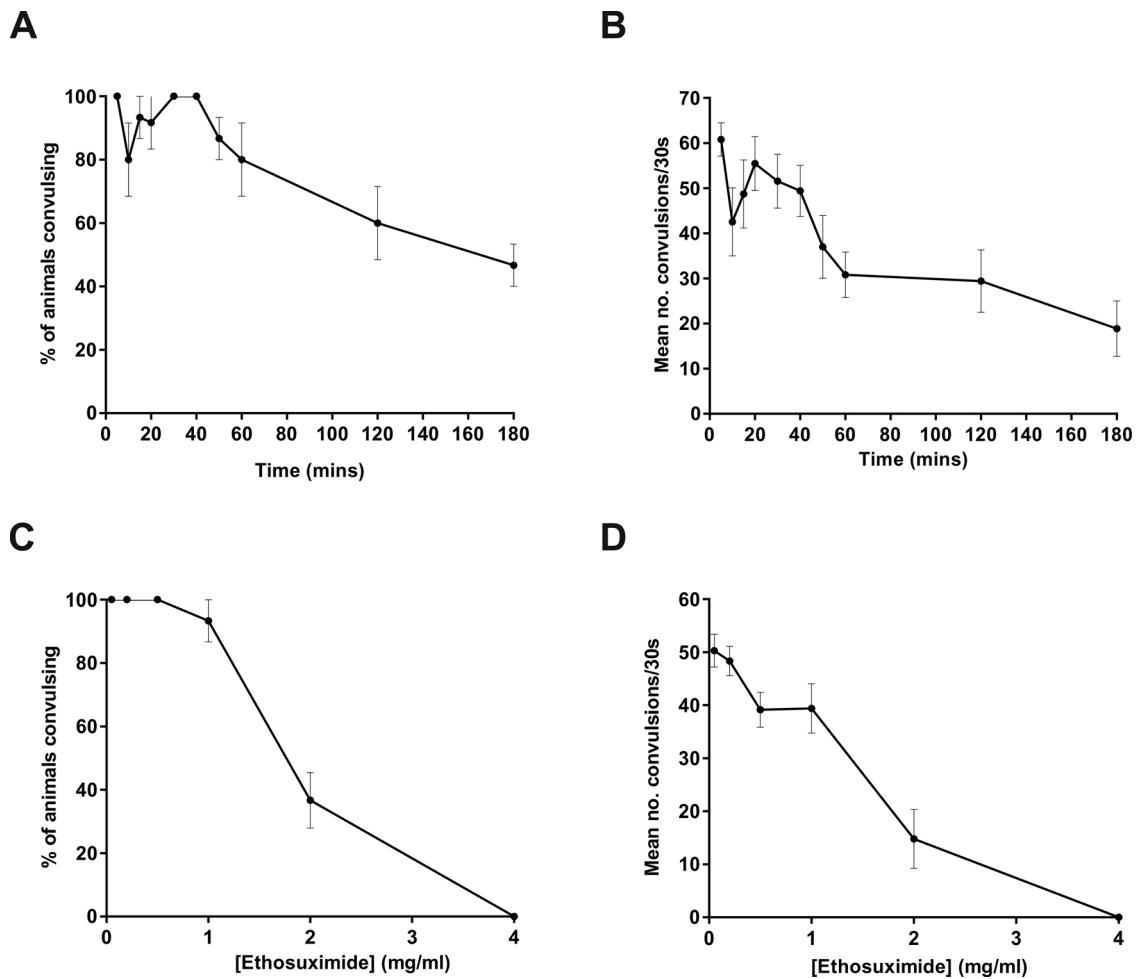 A
B
% of animals convulsing
100
80
60
40
20
0
0 20 40 60 80 100 120 140 160 180
Time (mins)
Mean no. convulsions/30s
70
60
50
40
30
20
10
0
0 20 40 60 80 100 120 140 160 180
Time (mins)
C
D
% of animals convulsing
100
80
60
40
20
0
0 1 2 3 4
[Ethosuximide] (mg/ml)
Mean no. convulsions/30s
60
50
40
30
20
10
0
0 1 2 3 4
[Ethosuximide] (mg/ml)